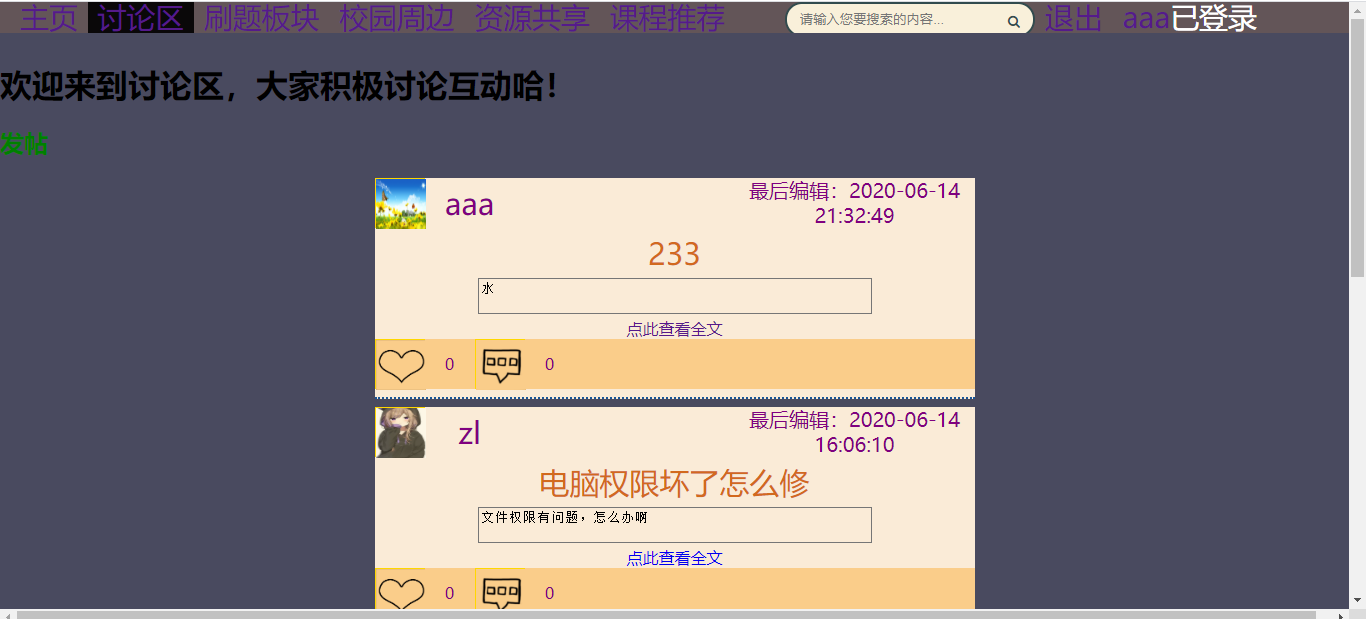 主页 讨论区 刷题板块 校园周边 资源共享 课程推荐 请输入您要搜索的内容... 退出 aaa已登录
欢迎来到讨论区，大家积极讨论互动哈！
发帖
aaa 最后编辑：2020-06-14
21:32:49
233
水
点此查看全文
0 0
zl 最后编辑：2020-06-14
16:06:10
电脑权限坏了怎么修
文件权限有问题，怎么办啊
点此查看全文
0 0